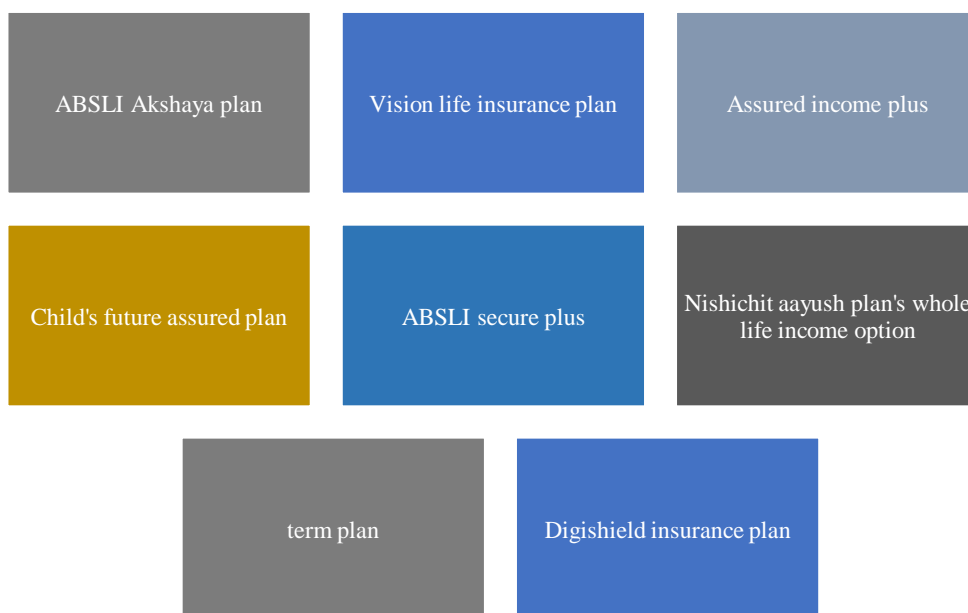 ABSLI Akshaya plan
Vision life insurance plan
Assured income plus
Child's future assured plan
ABSLI secure plus
Nishichit aayush plan's whole
life income option
term plan
Digishield insurance plan